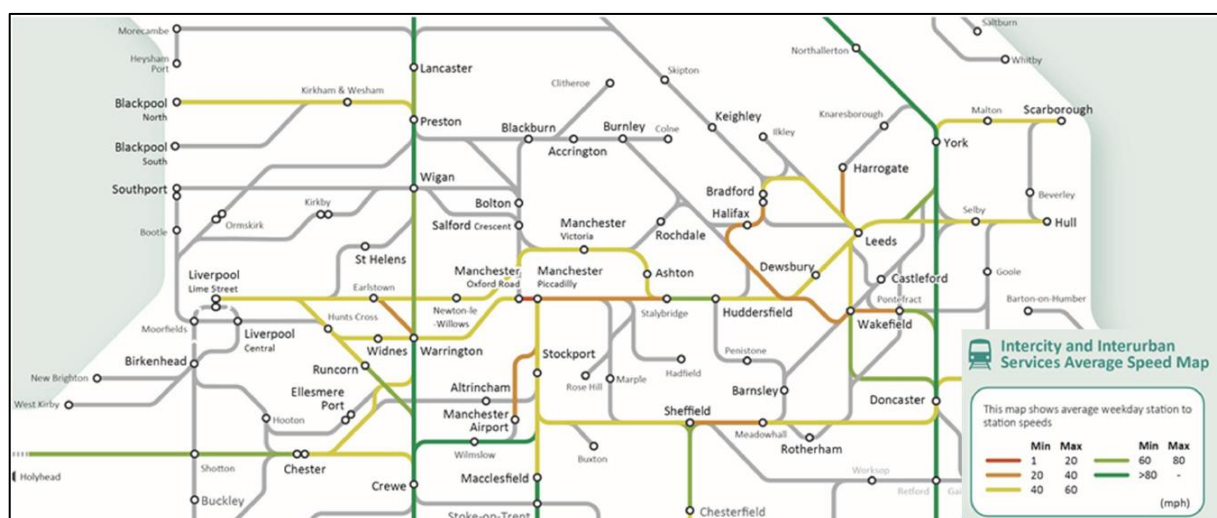 Morecambe
Heysham
Port
Blackpool
North
Blackpool
South
Southport
Bootle
Ormskirk
Kirkby
Kirkham & Wesham
Lancaster
Preston
Wigan
Clitheroe
Blackburn
Accrington
Burnley
Colne
Skipton
Keighley
Ilkley
Knaresborough
Harrogate
Northallerton
Saltburn
Whitby
Malton
Scarborough
York
Beverley
Hull
Selby
Bradford
Halifax
Leeds
Bolton
Salford Crescent
Manchester
Victoria
Rochdale
St Helens
Liverpool
Lime Street
Earlstown
Manchester
Oxford Road
Manchester
Piccadilly
Ashton
Dewsbury
Castleford
Goole
Barton-on-Humber
Pontefract
Wakefield
Moorfields
Liverpool
Central
Hunts Cross
Newton-le
-Willows
Stalybridge
Huddersfield
Widnes
Warrington
Birkenhead
New Brighton
West Kirby
Runcorn
Ellesmere
Port
Hooton
Altrincham
Manchester
Airport
Stockport
Rose Hill
Marple
Hadfield
Penistone
Barnsley
Doncaster
Sheffield
Meadowhall
Rotherham
Buxton
Wilmslow
Shotton
Chester
Holyhead
Buckley
Crewe
Macclesfield
Stoke-on-Trent
Chesterfield
Worksop
Retford
Gai
Intercity and Interurban
Services Average Speed Map
This map shows average weekday station to
station speeds
Min Max Min Max
1 20 60 80
20 40 >80 -
40 60
(mph)